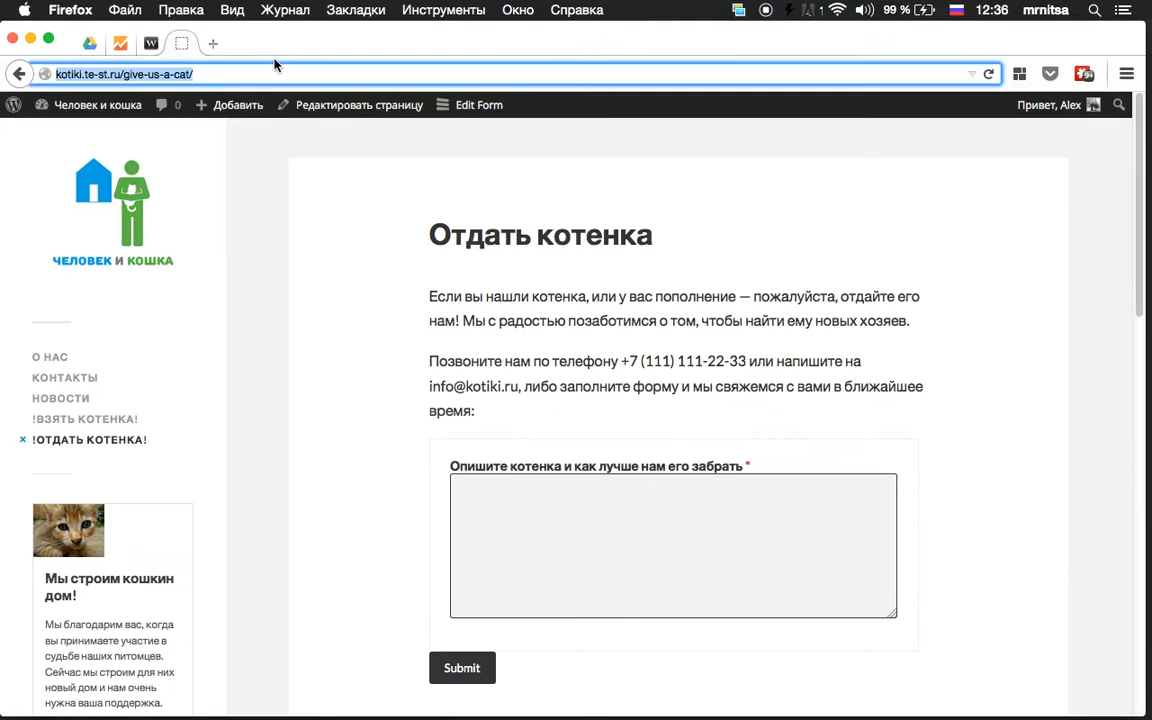 Firefox Файл Правка Вид Журнал Закладки Инструменты Окно Справка 1 99 % 12:36 mrnitsa
W
kotiki.te-st.ru/give-us-a-cat/
Человек и кошка 0 Добавить Редактировать страницу Edit Form Привет, Alex
ЧЕЛОВЕК И КОШКА
О НАС
КОНТАКТЫ
НОВОСТИ
!ВЗЯТЬ КОТЕНКА!
× !ОТДАТЬ КОТЕНКА!
Мы строим кошкин
дом!
Мы благодарим вас, когда
вы принимаете участие в
судьбе наших питомцев.
Сейчас мы строим для них
новый дом и нам очень
нужна ваша поддержка.
Отдать котенка
Если вы нашли котенка, или у вас пополнение — пожалуйста, отдайте его
нам! Мы с радостью позаботимся о том, чтобы найти ему новых хозяев.
Позвоните нам по телефону +7 (111) 111-22-33 или напишите на
info@kotiki.ru, либо заполните форму и мы свяжемся с вами в ближайшее
время:
Опишите котенка и как лучше нам его забрать *
Submit